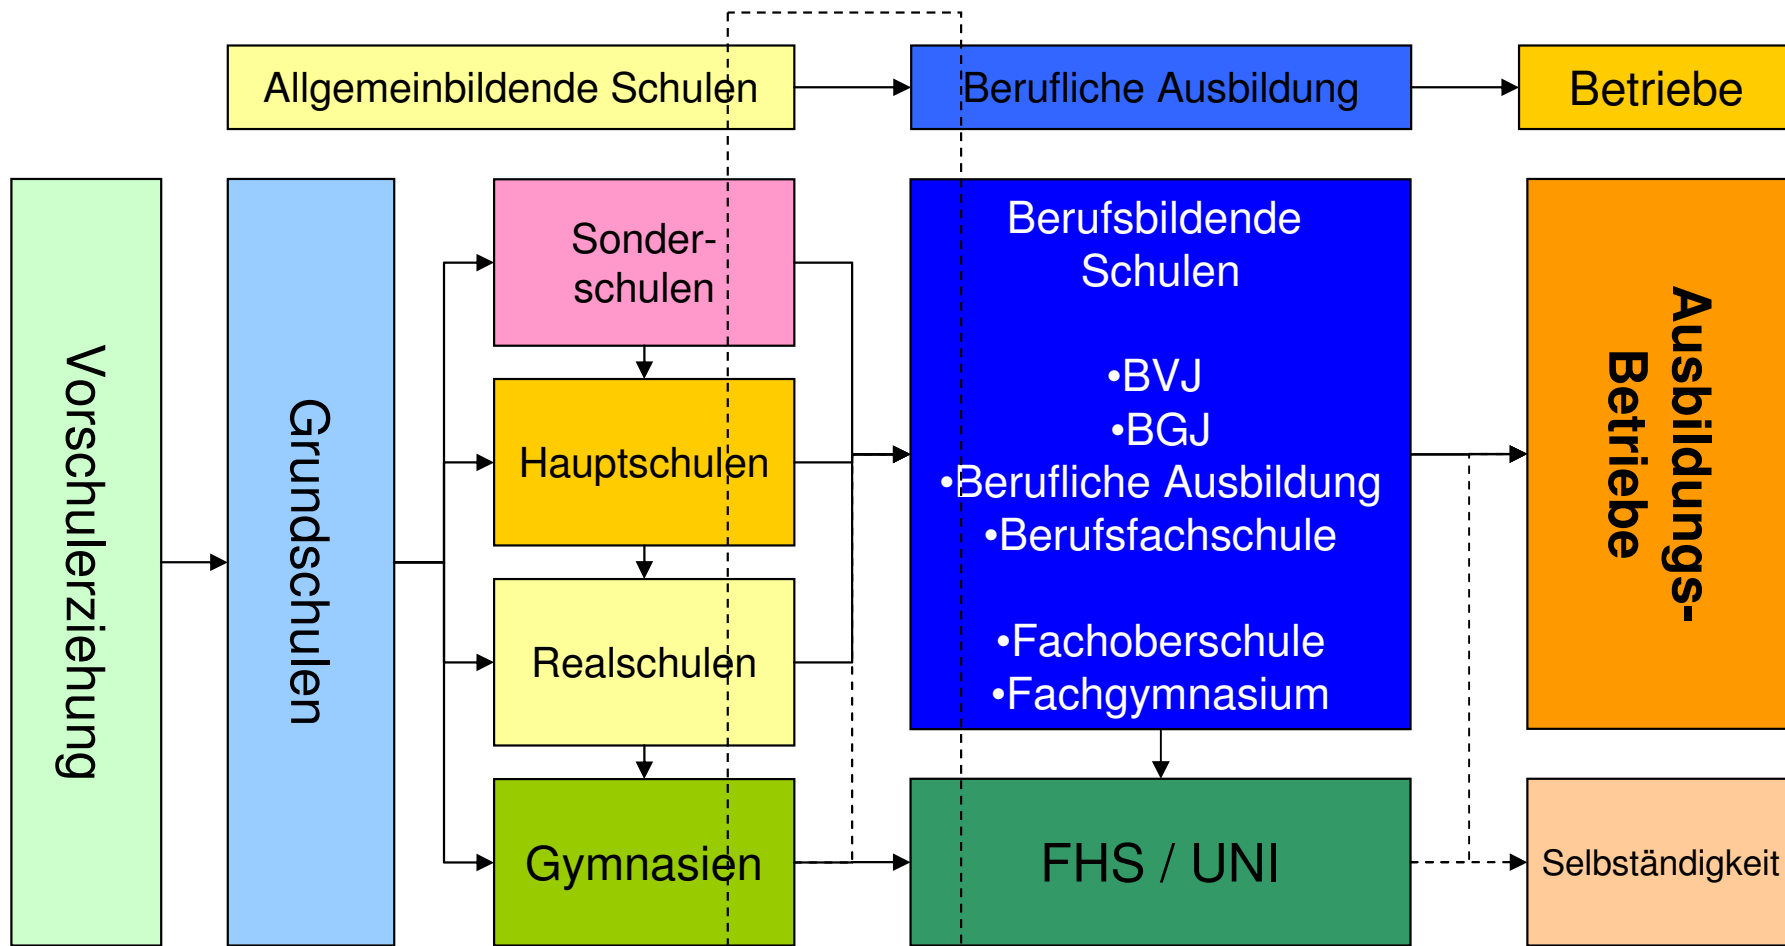 Allgemeinbildende Schulen
Berufliche Ausbildung
Betriebe
Vorschulerziehung
Grundschulen
Sonder-
schulen
Hauptschulen
Realschulen
Gymnasien
Berufsbildende
Schulen
•BVJ
•BGJ
•Berufliche Ausbildung
•Berufsfachschule
•Fachoberschule
•Fachgymnasium
FHS / UNI
Ausbildungs-
Betriebe
Selbständigkeit